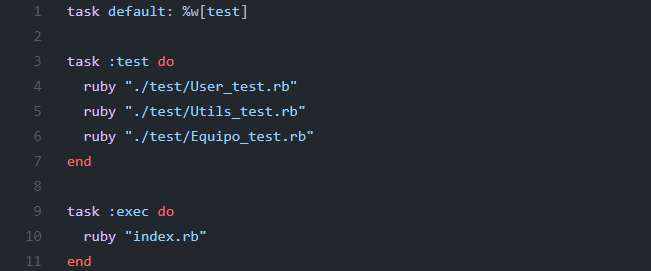 1 task default: %w[test]
2
3 task :test do
4 ruby "./test/User_test.rb"
5 ruby "./test/Utils_test.rb"
6 ruby "./test/Equipo_test.rb"
7 end
8
9 task :exec do
10 ruby "index.rb"
11 end